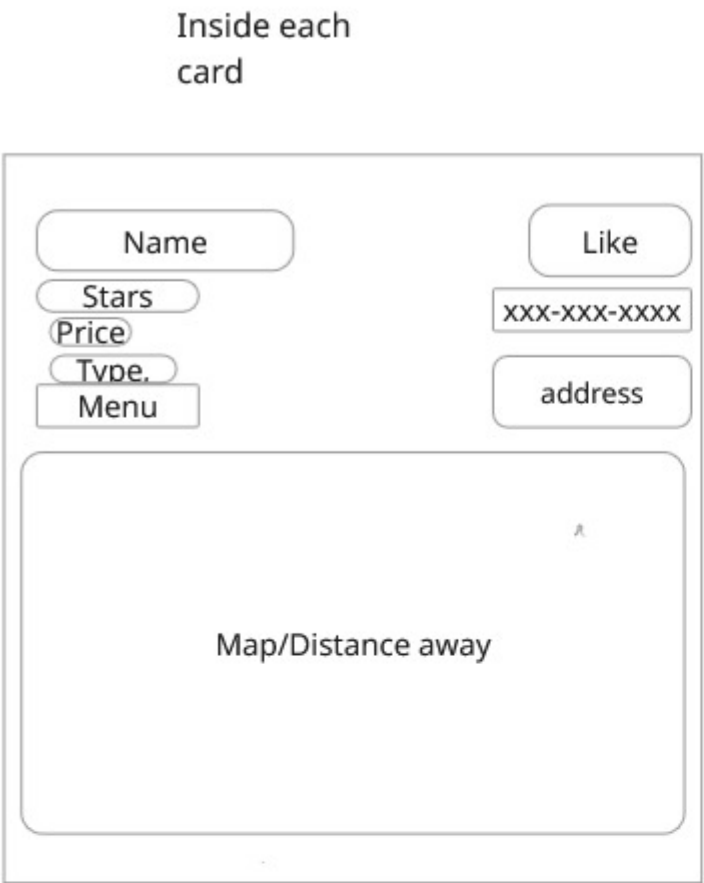 Inside each
card
Name
Like
Stars
xxx-xxx-xxxx
Price
Type.
address
Menu
Map/Distance away